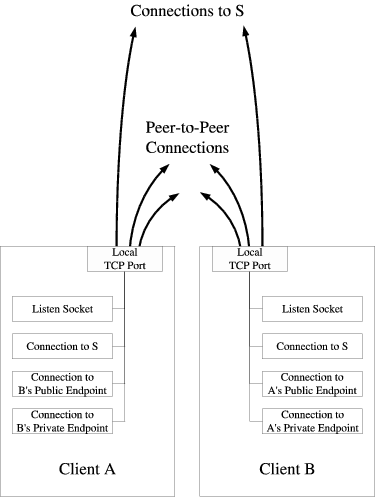 Connections to S
Peer-to-Peer
Connections
Local
TCP Port
Listen Socket
Connection to S
Connection to
B's Public Endpoint
Connection to
B's Private Endpoint
Client A
Local
TCP Port
Listen Socket
Connection to S
Connection to
A's Public Endpoint
Connection to
A's Private Endpoint
Client B